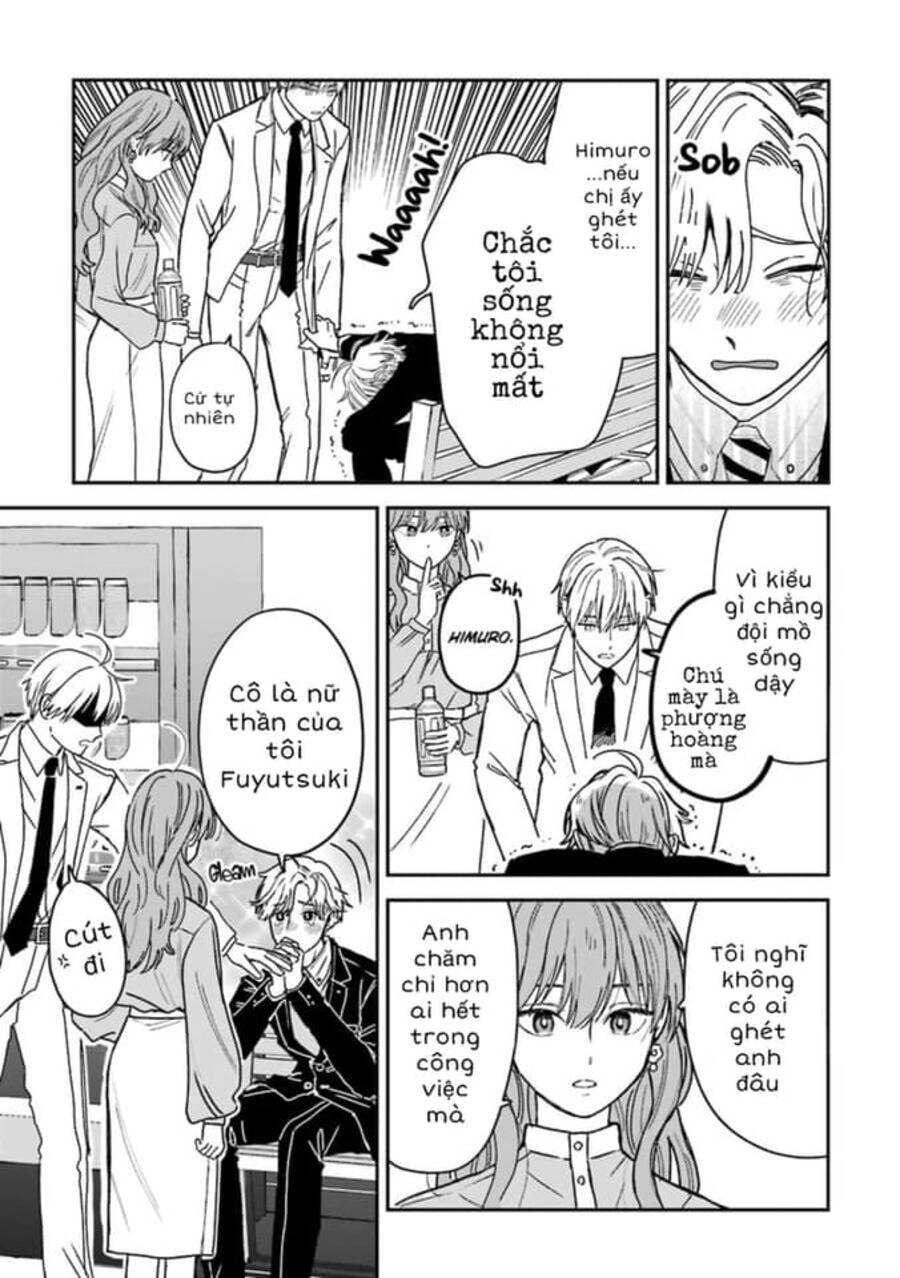 Sob
Himuro
...nếu
chị ấy
ghét
tôi...
Chắc
tôi
sống
không
nổi
mất
Waaaaah!
Cứ tự
nhiên
Vì kiểu
gì chẳng
đội mồ
sống
dậy
Chú
mày là
phượng
hoàng
mà
Shh
HIMURO.
Tôi nghĩ
không
có ai
ghét
anh
đâu
Anh
chăm
chỉ hơn
ai hết
trong
công
việc
mà
Cô là nữ
thần của
tôi
Fuyutsuki
Gleam
Cút
đi